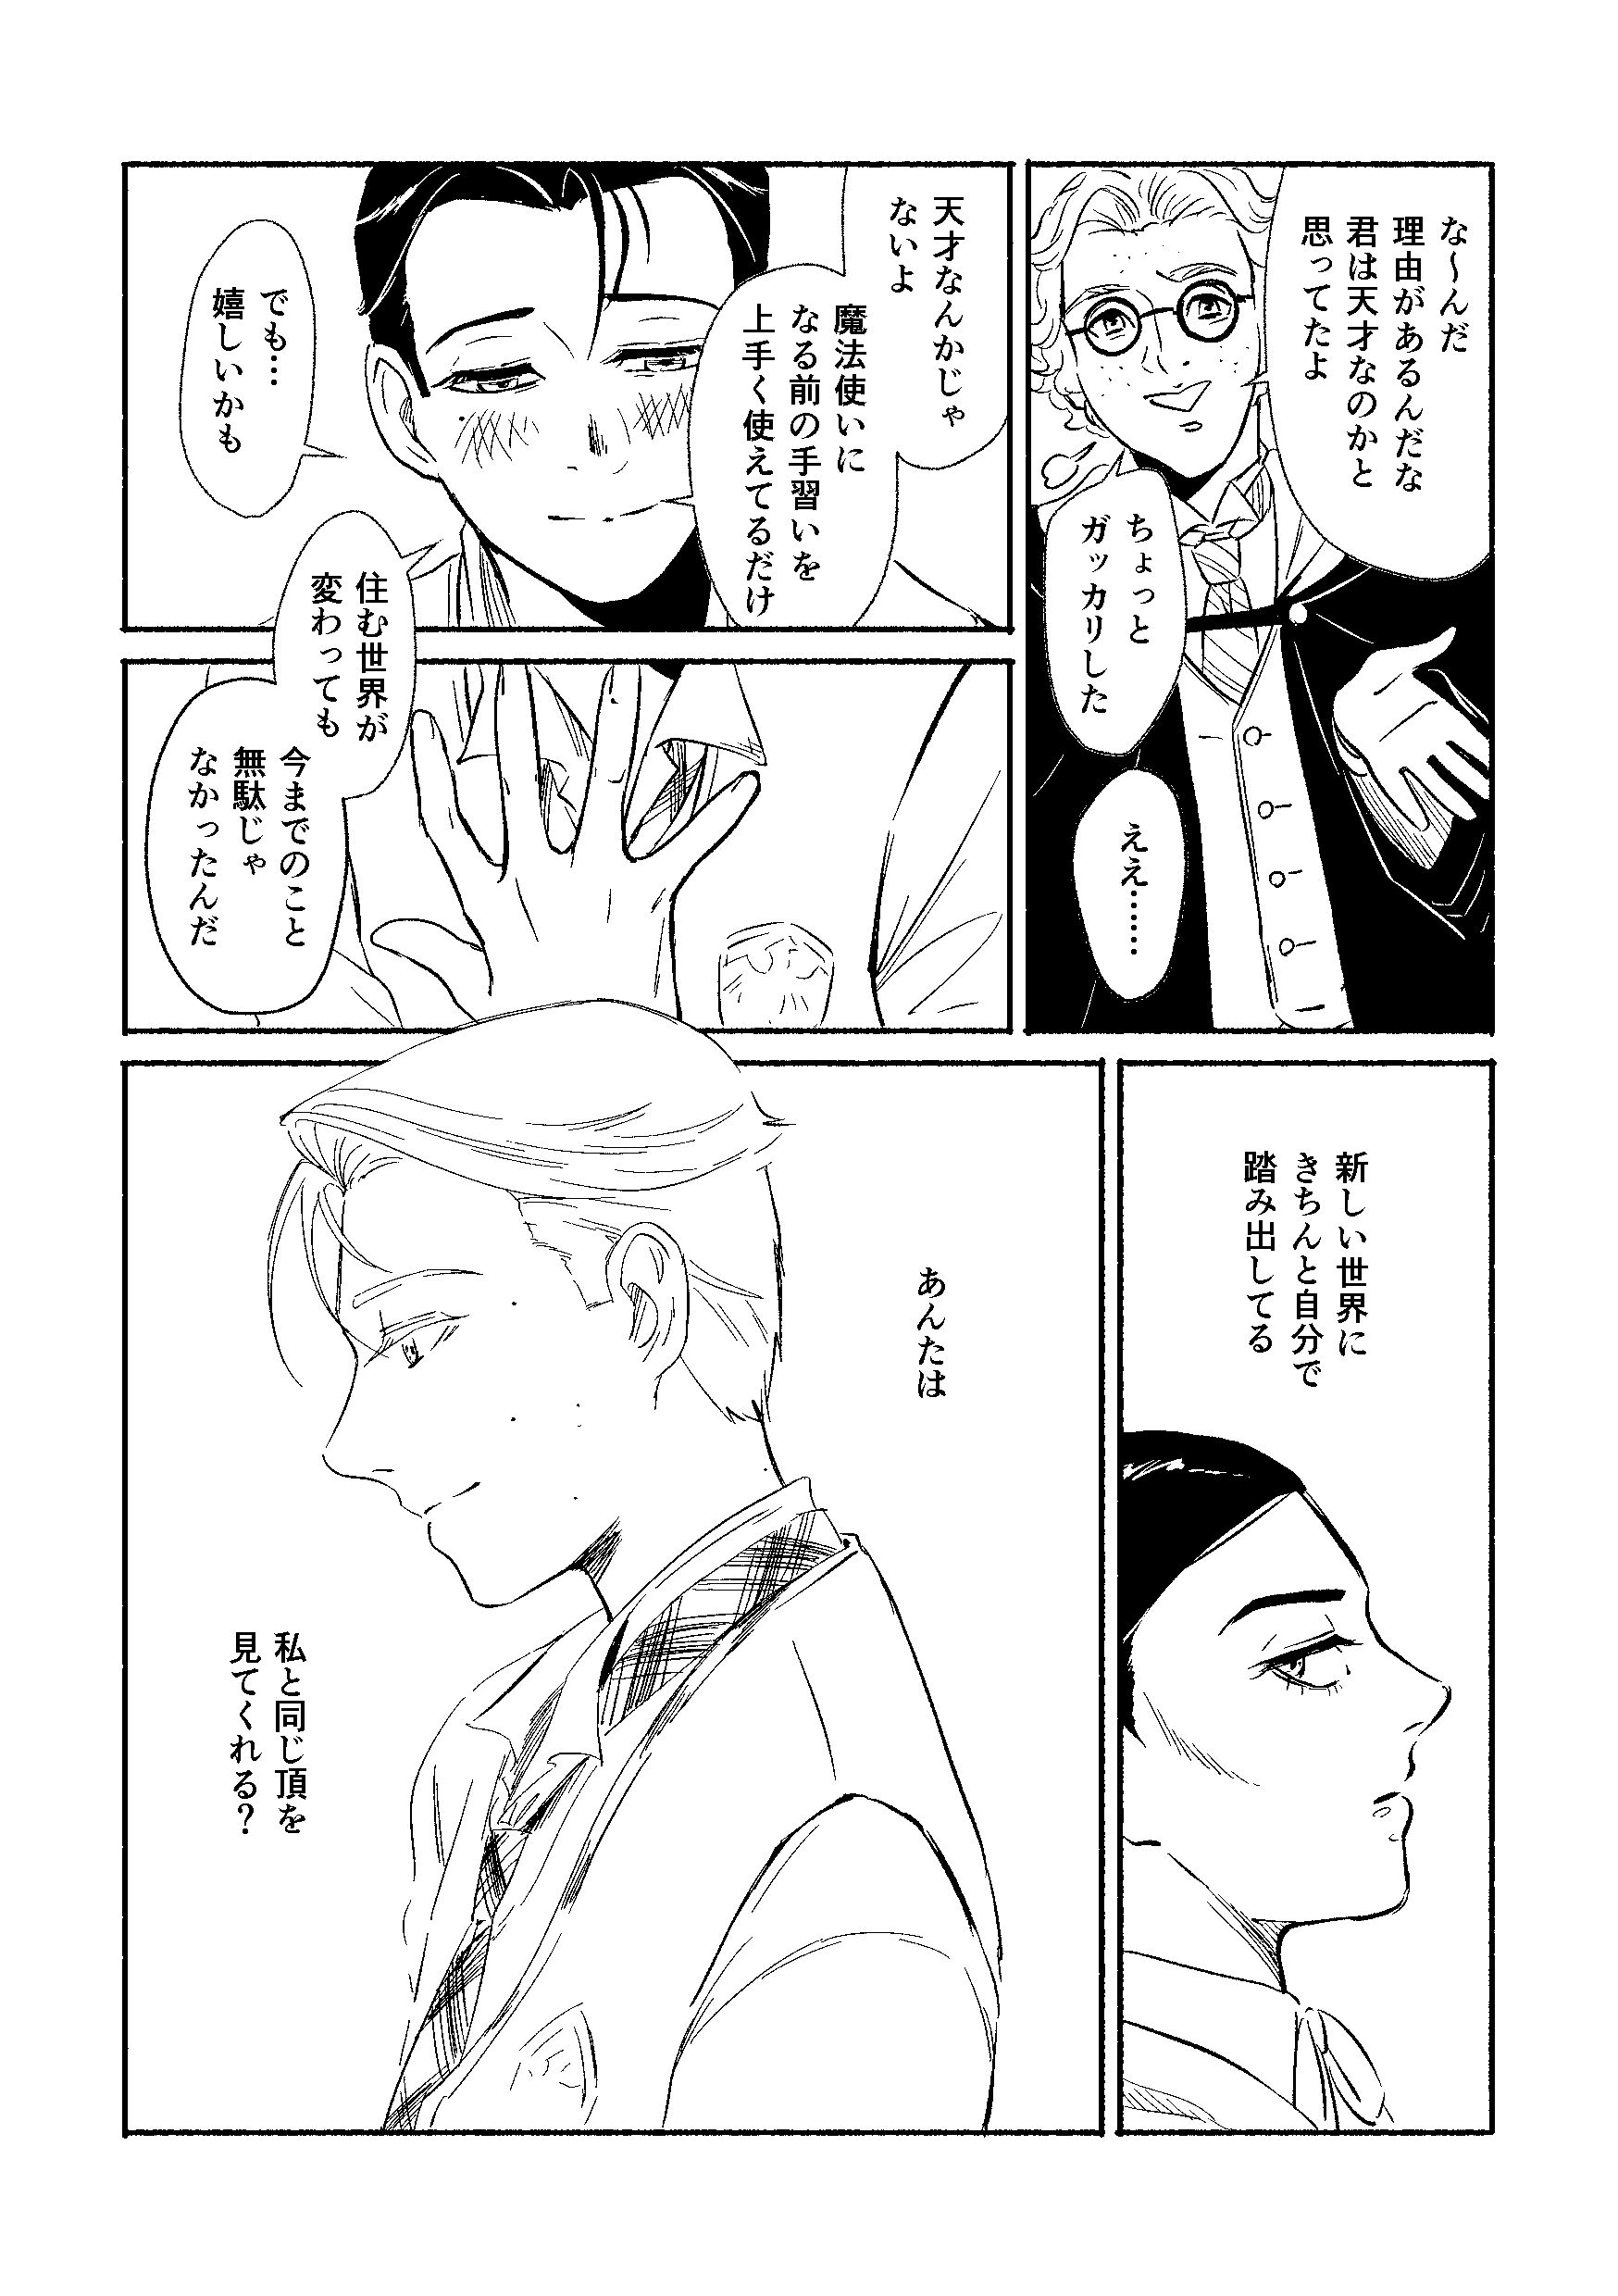 な〜んだ
理由があるんだな
君は天才なのかと
思ってたよ
ちょっと
ガッカリした
ええ……
天才なんかじゃ
ないよ
魔法使いに
なる前の手習いを
上手く使えてるだけ
でも…
嬉しいかも
住む世界が
変わっても
今までのこと
無駄じゃ
なかったんだ
新しい世界に
きちんと自分で
踏み出してる
あんたは
私と同じ頂を
見てくれる？